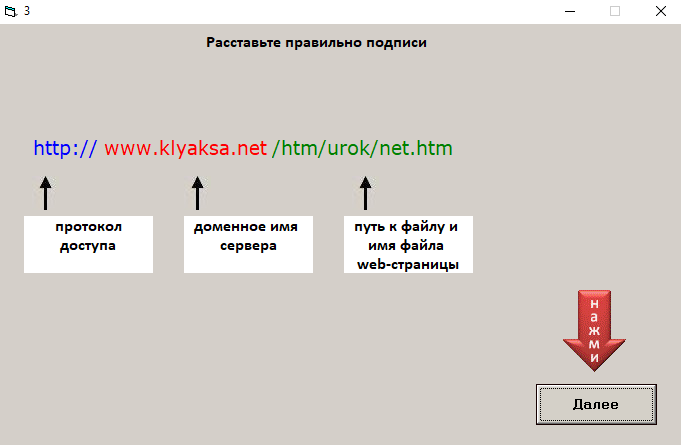 3
Расставьте правильно подписи
http:// www.klyaksa.net /htm/urok/net.htm
протокол
доступа
доменное имя
сервера
путь к файлу и
имя файла
web-страницы
нажми
Далее